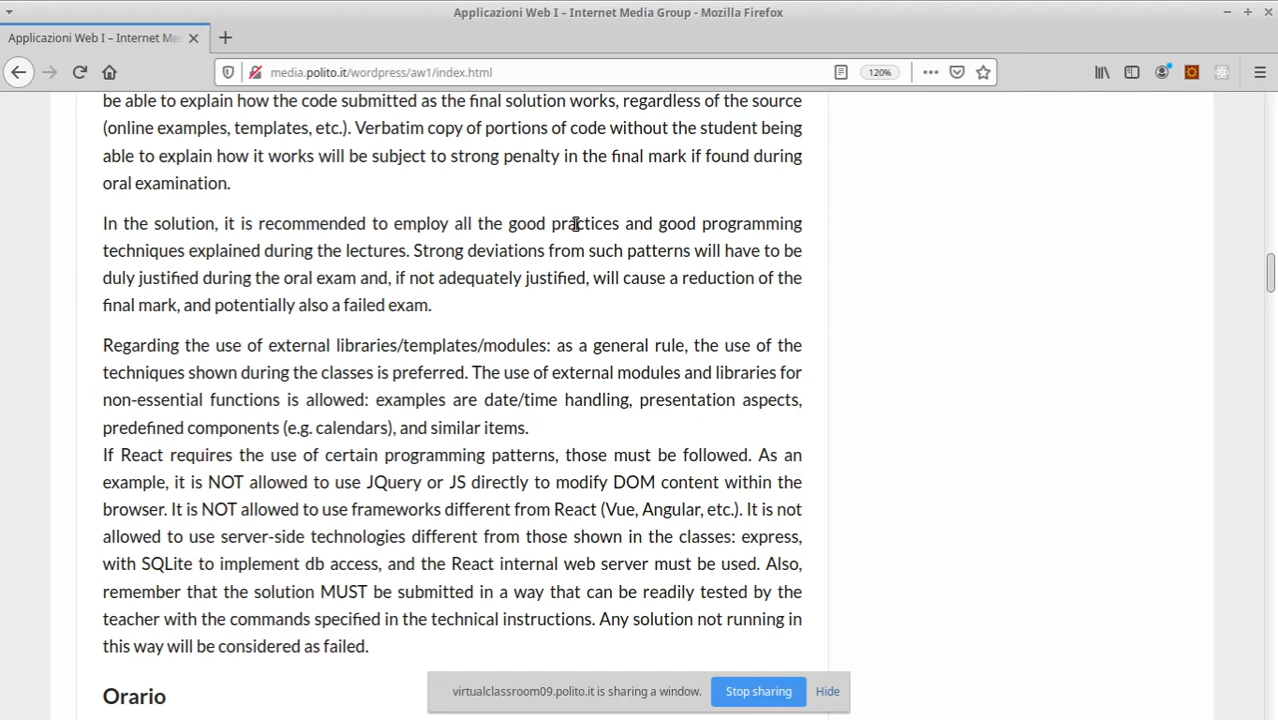 Applicazioni Web I – Internet Media Group - Mozilla Firefox
Applicazioni Web I – Internet Me
media.polito.it/wordpress/aw1/index.html
120%
be able to explain how the code submitted as the final solution works, regardless of the source
(online examples, templates, etc.). Verbatim copy of portions of code without the student being
able to explain how it works will be subject to strong penalty in the final mark if found during
oral examination.
In the solution, it is recommended to employ all the good practices and good programming
techniques explained during the lectures. Strong deviations from such patterns will have to be
duly justified during the oral exam and, if not adequately justified, will cause a reduction of the
final mark, and potentially also a failed exam.
Regarding the use of external libraries/templates/modules: as a general rule, the use of the
techniques shown during the classes is preferred. The use of external modules and libraries for
non-essential functions is allowed: examples are date/time handling, presentation aspects,
predefined components (e.g. calendars), and similar items.
If React requires the use of certain programming patterns, those must be followed. As an
example, it is NOT allowed to use JQuery or JS directly to modify DOM content within the
browser. It is NOT allowed to use frameworks different from React (Vue, Angular, etc.). It is not
allowed to use server-side technologies different from those shown in the classes: express,
with SQLite to implement db access, and the React internal web server must be used. Also,
remember that the solution MUST be submitted in a way that can be readily tested by the
teacher with the commands specified in the technical instructions. Any solution not running in
this way will be considered as failed.
Orario
virtualclassroom09.polito.it is sharing a window.
Stop sharing
Hide